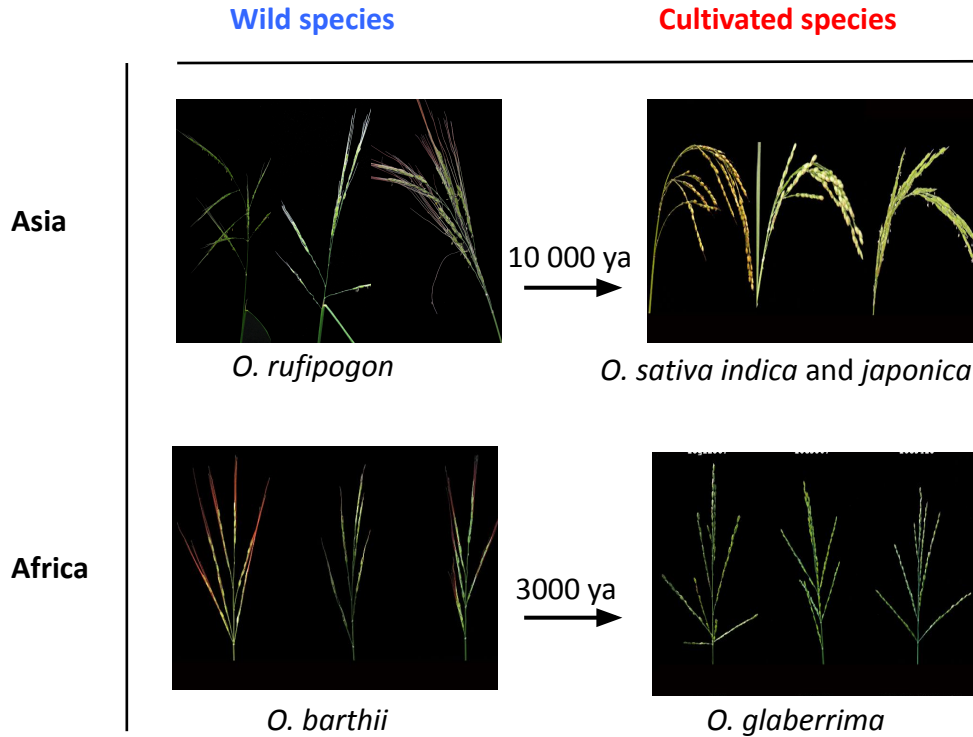 Wild species
Cultivated species
Asia
10 000 ya
O. rufipogon
O. sativa indica and japonica
Africa
3000 ya
O. barthii
O. glaberrima